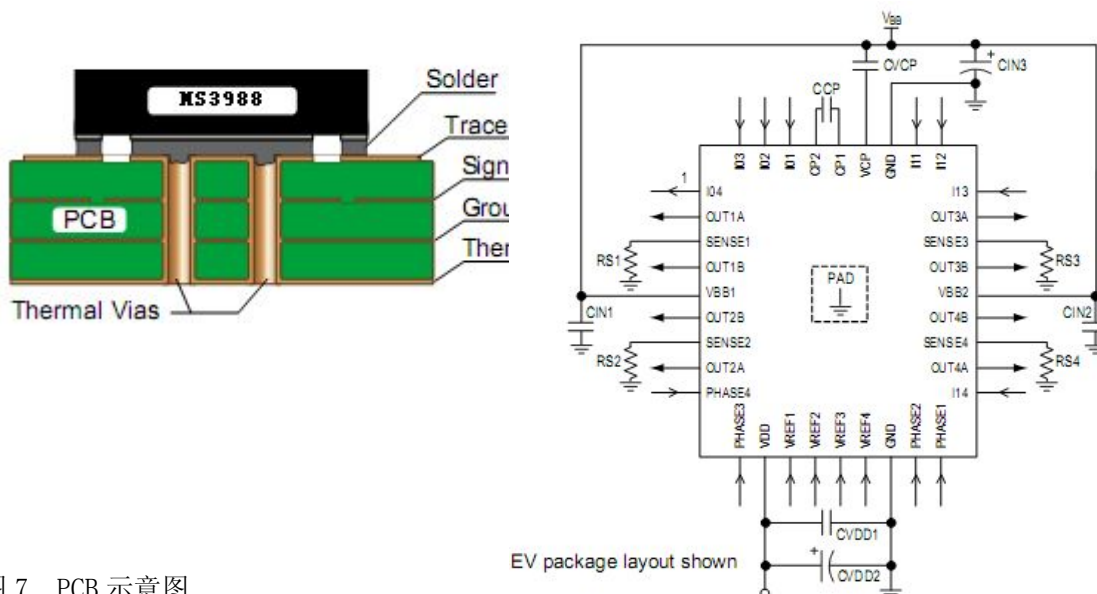 MS3988
Solder
Trace
Sign
PCB
Grou
Ther
Thermal Vias
VBB
CVCP
CIN3
CCP
I03
I02
I01
CP2
CP1
VCP
GND
I11
I12
1
I04
I13
OUT1A
OUT3A
SENSE1
SENSE3
RS1
RS3
OUT1B
OUT3B
PAD
VBB1
VBB2
CIN1
CIN2
OUT2B
OUT4B
SENSE2
SENSE4
RS2
RS4
OUT2A
OUT4A
PHASE4
I14
PHASE3
VDD
VREF1
VREF2
VREF3
VREF4
GND
PHASE2
PHASE1
CVDD1
EV package layout shown
CVDD2
图 7 PCB 示意图